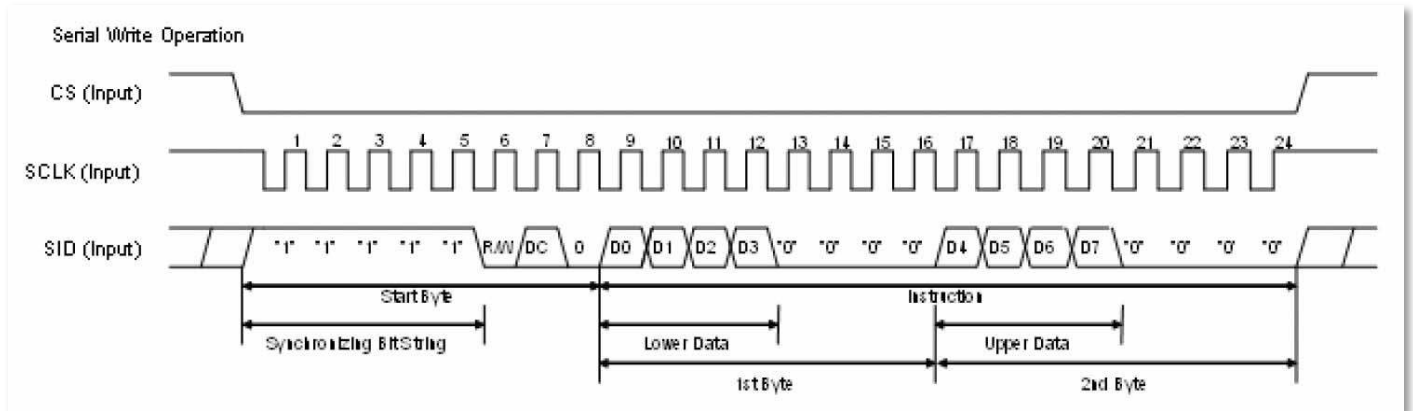 Serial Write Operation
CS (Input)
1 2 3 4 5 6 7 8 9 10 11 12 13 14 15 16 17 18 19 20 21 22 23 24
SCLK (Input)
SID (Input) "1" "1" "1" "1" "1" R/W DC 0 D0 D1 D2 D3 "0" "0" "0" "0" D4 D5 D6 D7 "0" "0" "0" "0"
Start Byte Instruction
Synchronizing Bit String Lower Data Upper Data
1st Byte 2nd Byte